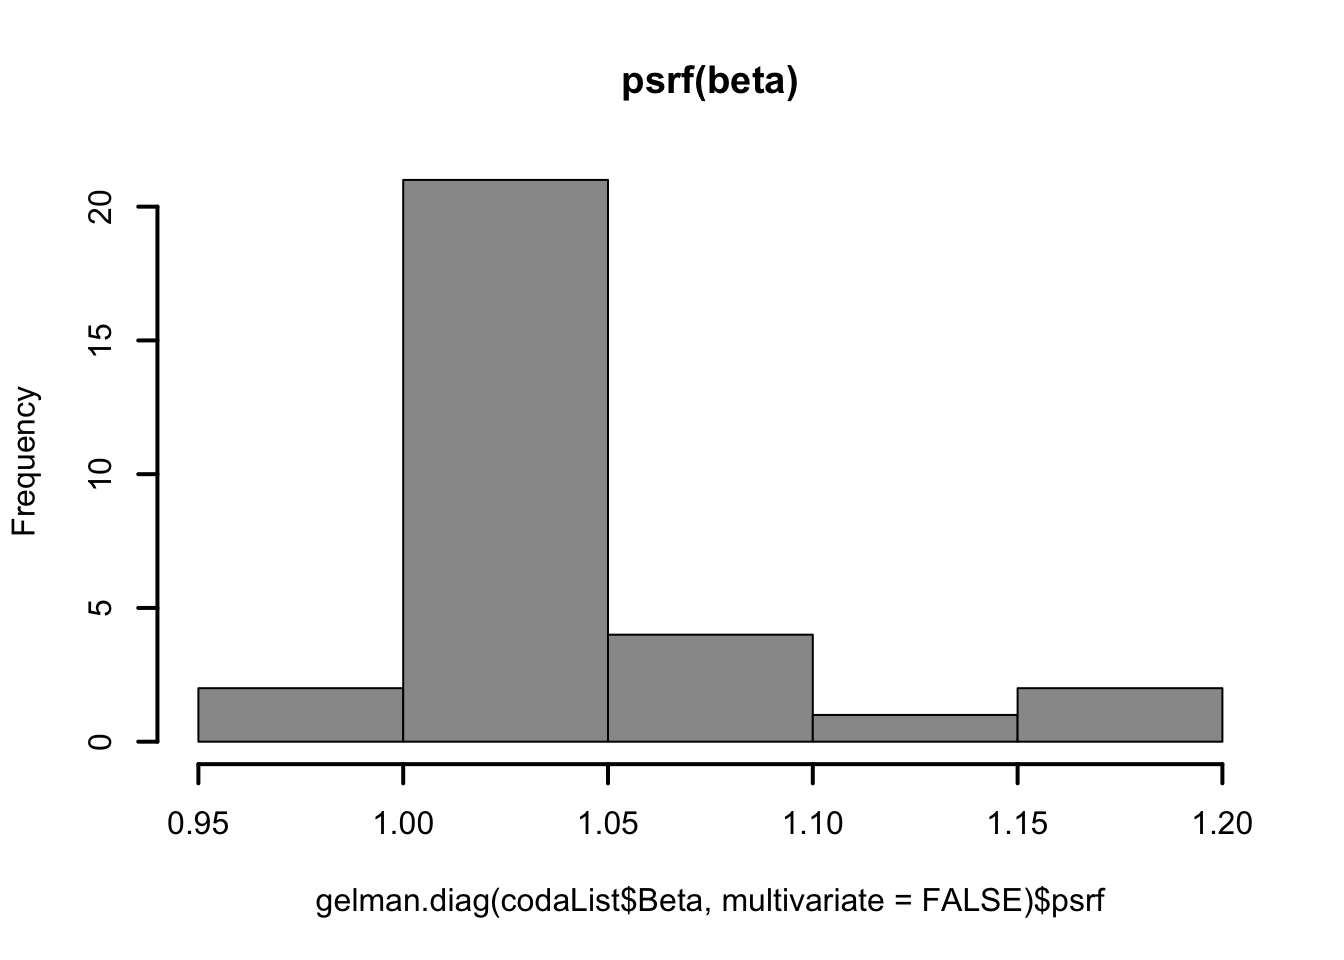 psrf(beta)
Frequency
20
15
10
5
0
0.95 1.00 1.05 1.10 1.15 1.20
gelman.diag(codaList$Beta, multivariate = FALSE)$psrf